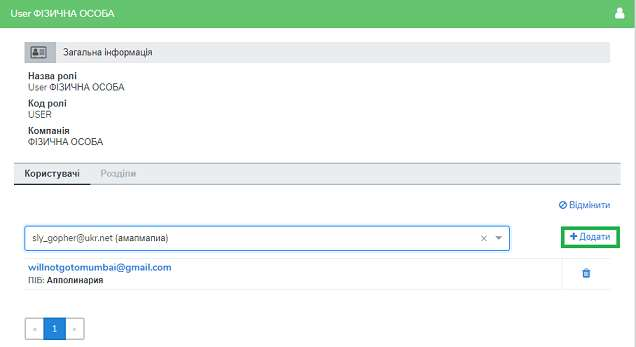 User ФІЗИЧНА ОСОБА
Загальна інформація
Назва ролі
User ФІЗИЧНА ОСОБА
Код ролі
USER
Компанія
ФІЗИЧНА ОСОБА
Користувачі Розділи
Відмінити
sly_gopher@ukr.net (амапмапиа) × Додати
willnotgotomumbai@gmail.com
ПІБ: Апполинария
« 1 »